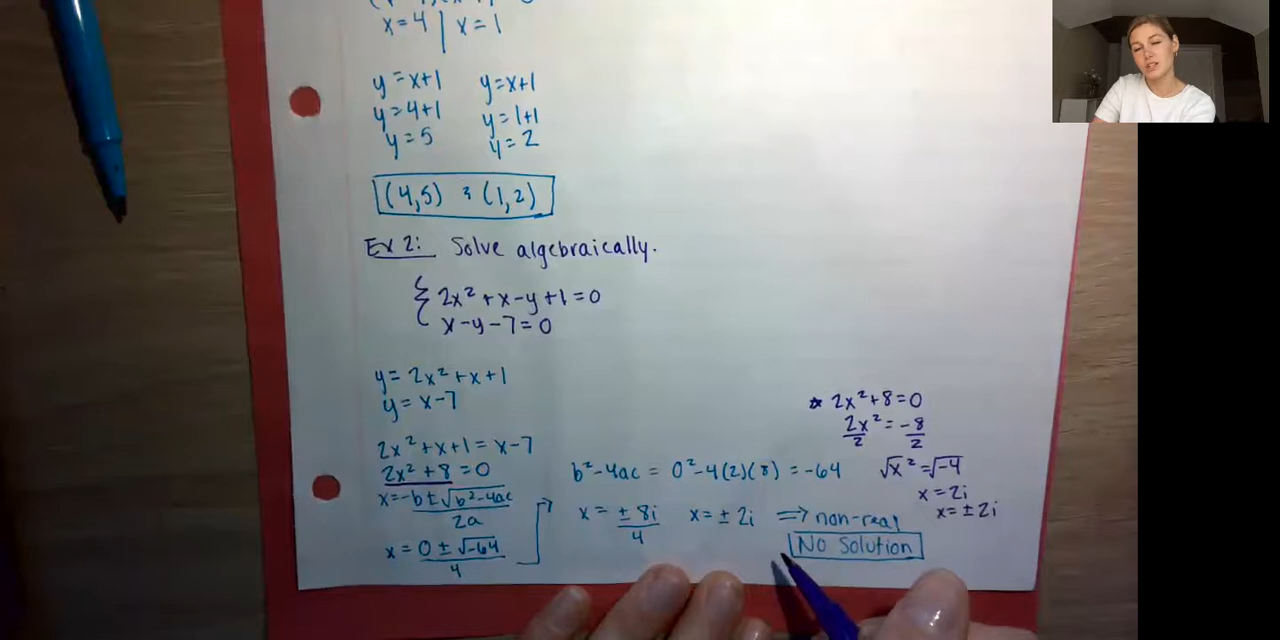 x=4 | x=1
y=x+1 y=x+1
y=4+1 y=1+1
y=5 y=2
(4,5) & (1,2)
Ex 2: Solve algebraically.
{ 2x² + x - y + 1 = 0
x - y - 7 = 0
y = 2x² + x + 1
y = x - 7
2x² + x + 1 = x - 7
2x² + 8 = 0
x = -b ± √b²-4ac / 2a
x = 0 ± √-64 / 4
b² - 4ac = 0² - 4(2)(8) = -64
x = ± 8i / 4 x = ± 2i ⇒ non-real
No Solution
* 2x² + 8 = 0
2x² / 2 = -8 / 2
√x² = √-4
x = 2i
x = ± 2i